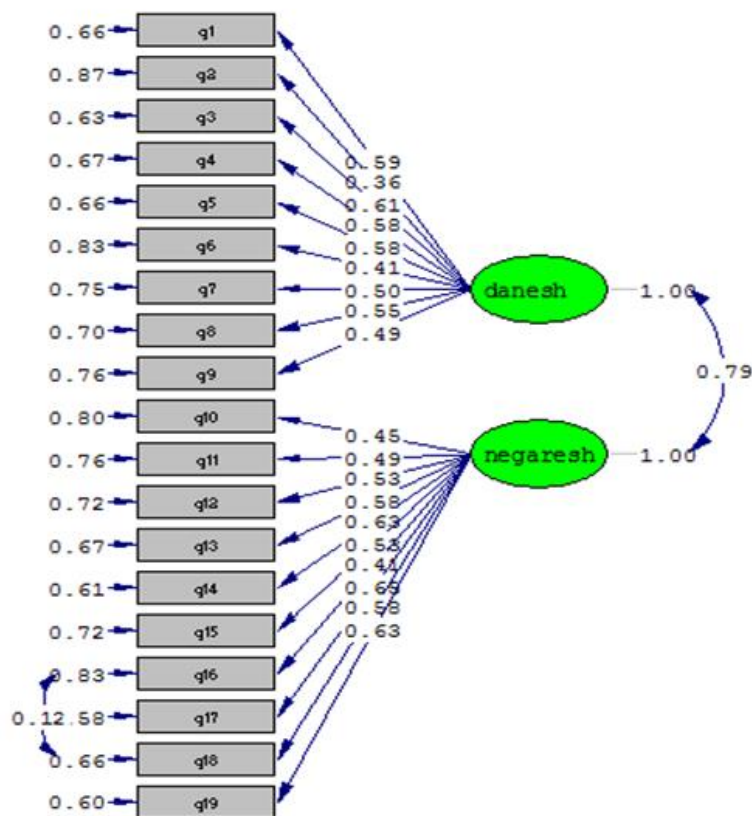 0.66 q1
0.87 q2
0.63 q3
0.67 q4
0.66 q5
0.83 q6
0.75 q7
0.70 q8
0.76 q9
0.80 q10
0.76 q11
0.72 q12
0.67 q13
0.61 q14
0.72 q15
0.83 q16
0.12 .58 q17
0.66 q18
0.60 q19
0.59
0.36
0.61
0.58
0.58
0.41
0.50
0.55
0.49
0.45
0.49
0.53
0.58
0.63
0.41
0.58
0.63
danesh 1.00
0.79
negaresh 1.00